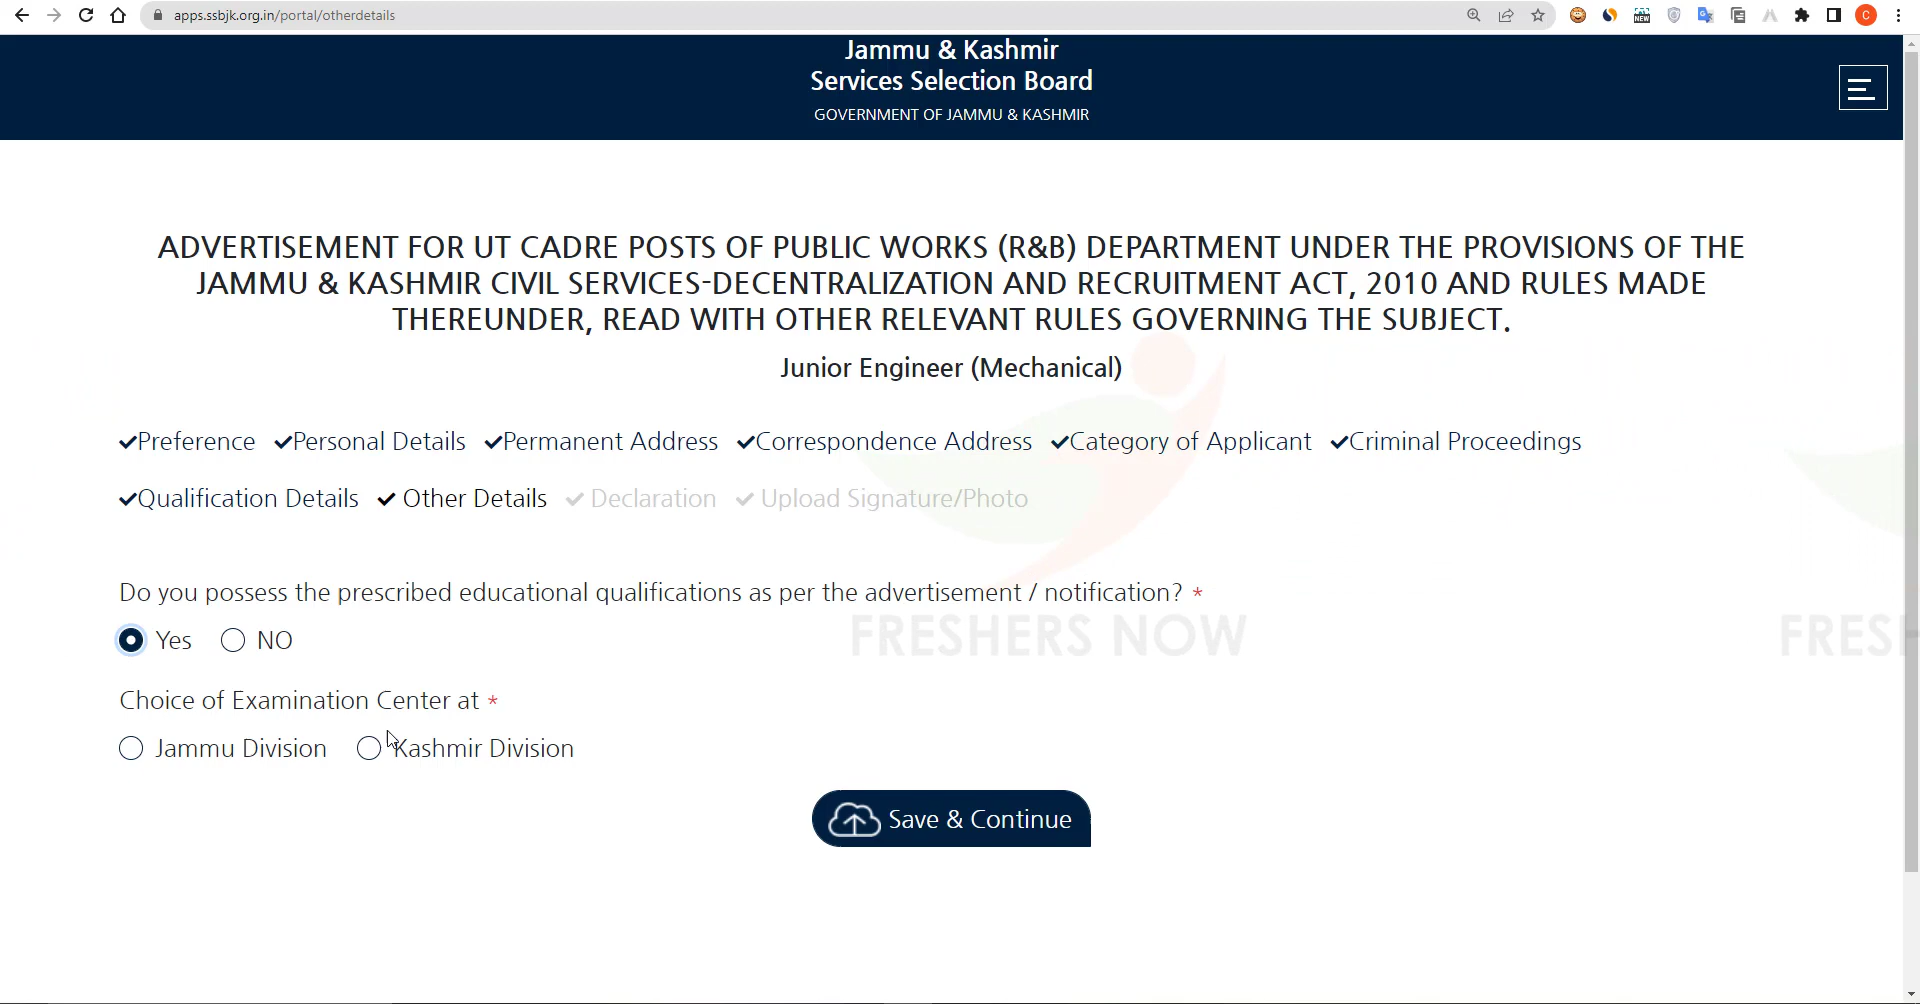 apps.ssbjk.org.in/portal/otherdetails
NEW
C
Jammu & Kashmir
Services Selection Board
GOVERNMENT OF JAMMU & KASHMIR
ADVERTISEMENT FOR UT CADRE POSTS OF PUBLIC WORKS (R&B) DEPARTMENT UNDER THE PROVISIONS OF THE
JAMMU & KASHMIR CIVIL SERVICES-DECENTRALIZATION AND RECRUITMENT ACT, 2010 AND RULES MADE
THEREUNDER, READ WITH OTHER RELEVANT RULES GOVERNING THE SUBJECT.
Junior Engineer (Mechanical)
Preference Personal Details Permanent Address Correspondence Address Category of Applicant Criminal Proceedings
Qualification Details Other Details Declaration Upload Signature/Photo
Do you possess the prescribed educational qualifications as per the advertisement / notification? *
Yes NO
FRESHERS NOW FRESH
Choice of Examination Center at *
Jammu Division Kashmir Division
Save & Continue